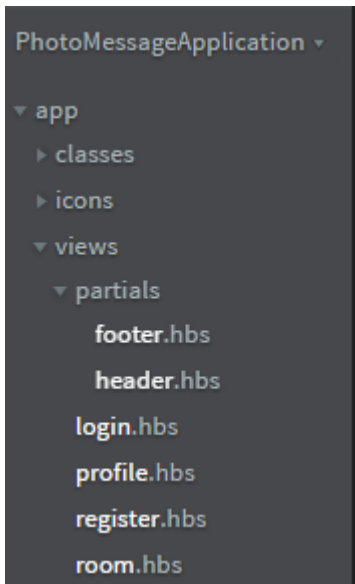 PhotoMessageApplication
app
classes
icons
views
partials
footer.hbs
header.hbs
login.hbs
profile.hbs
register.hbs
room.hbs